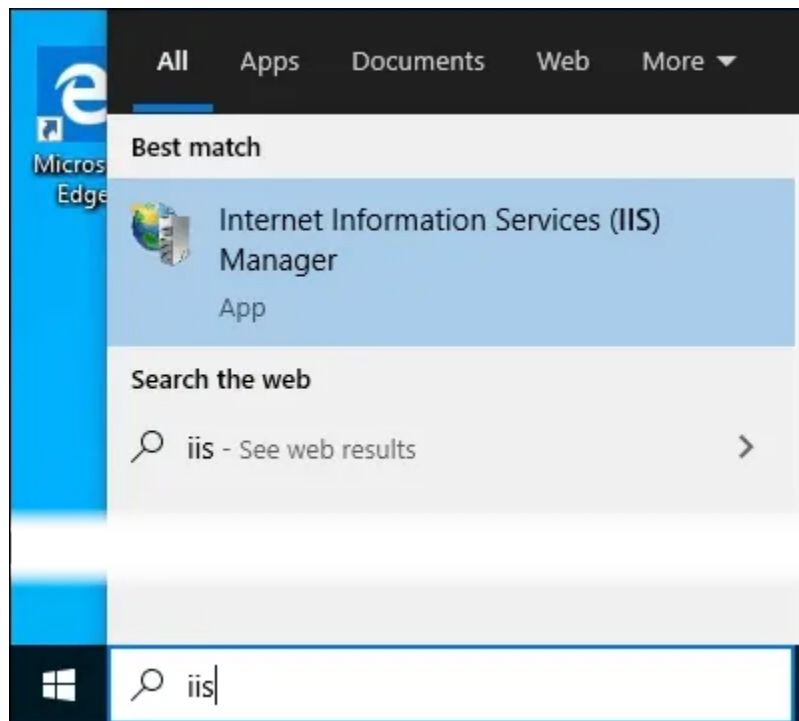 All Apps Documents Web More
Best match
Micros
Edge
Internet Information Services (IIS)
Manager
App
Search the web
iis - See web results
iis